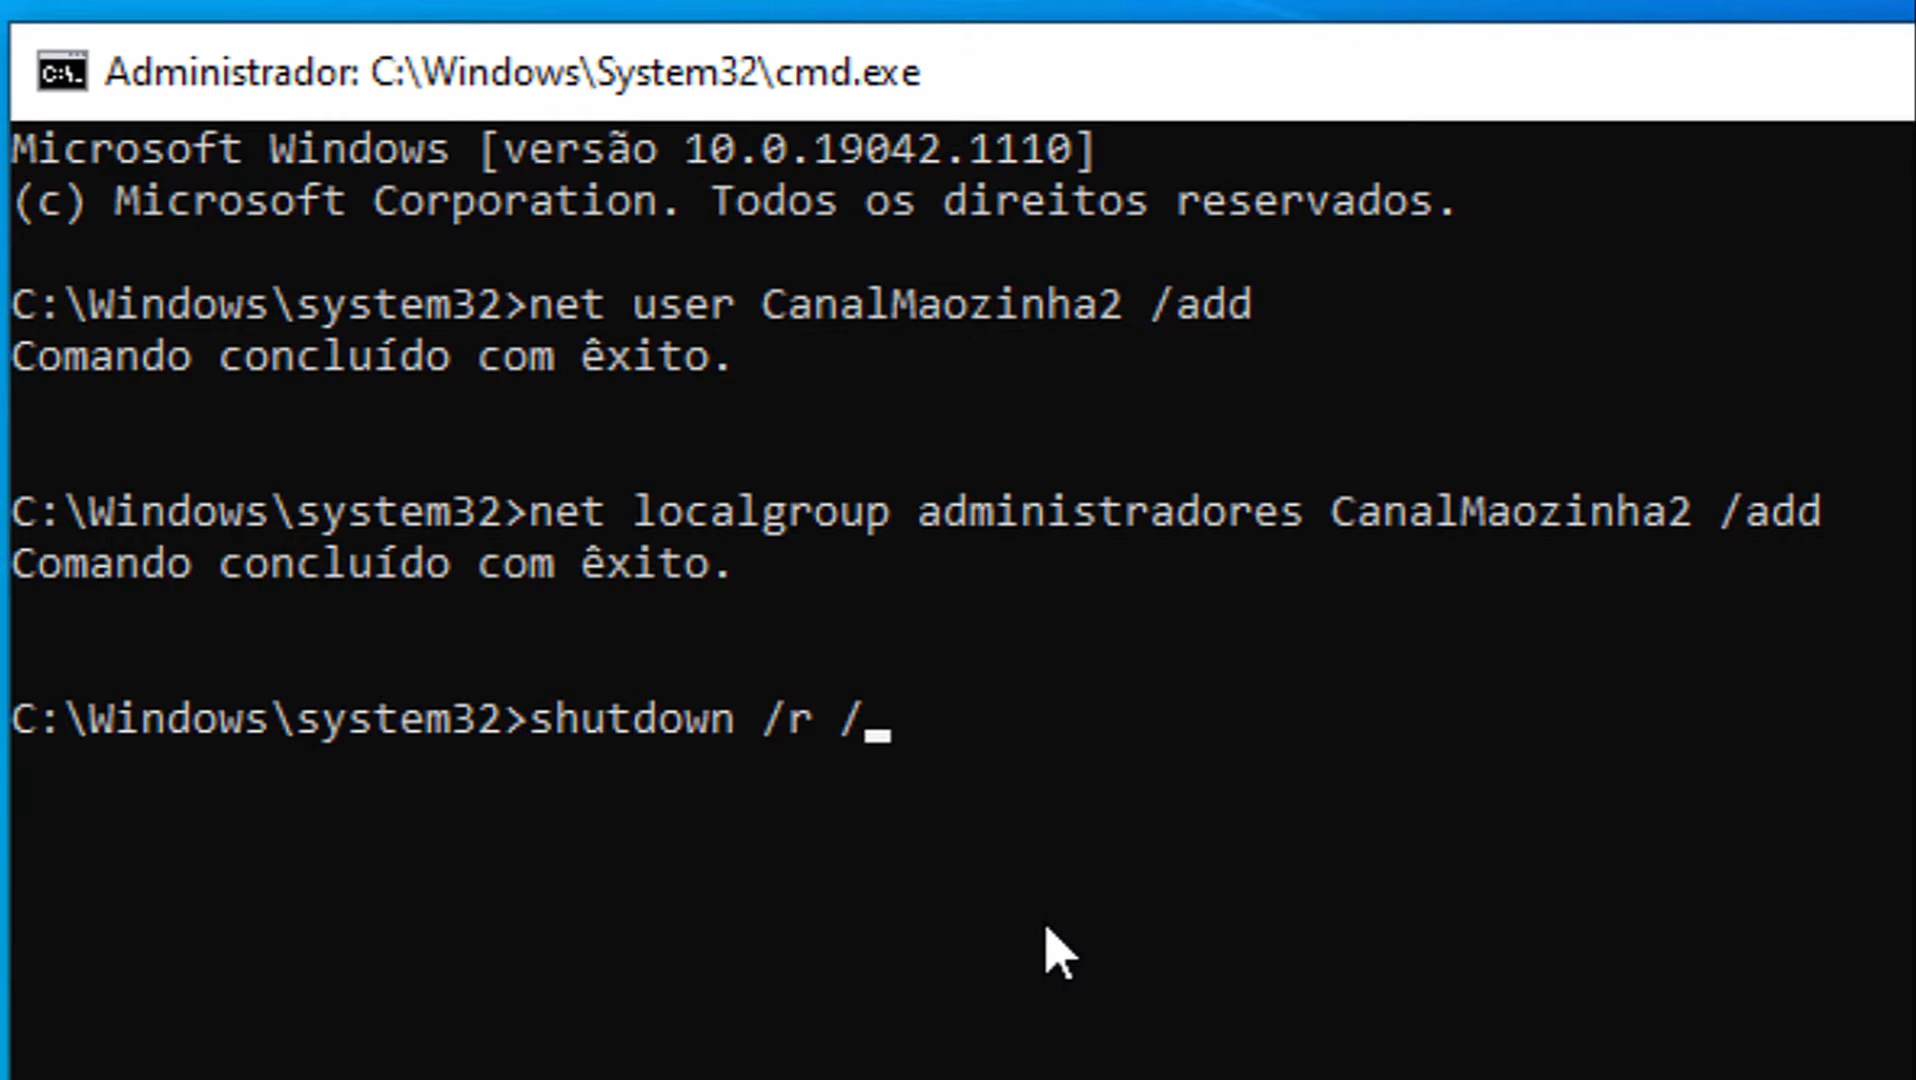 Administrador: C:\Windows\System32\cmd.exe
Microsoft Windows [versão 10.0.19042.1110]
(c) Microsoft Corporation. Todos os direitos reservados.
C:\Windows\system32>net user CanalMaozinha2 /add
Comando concluído com êxito.
C:\Windows\system32>net localgroup administradores CanalMaozinha2 /add
Comando concluído com êxito.
C:\Windows\system32>shutdown /r /